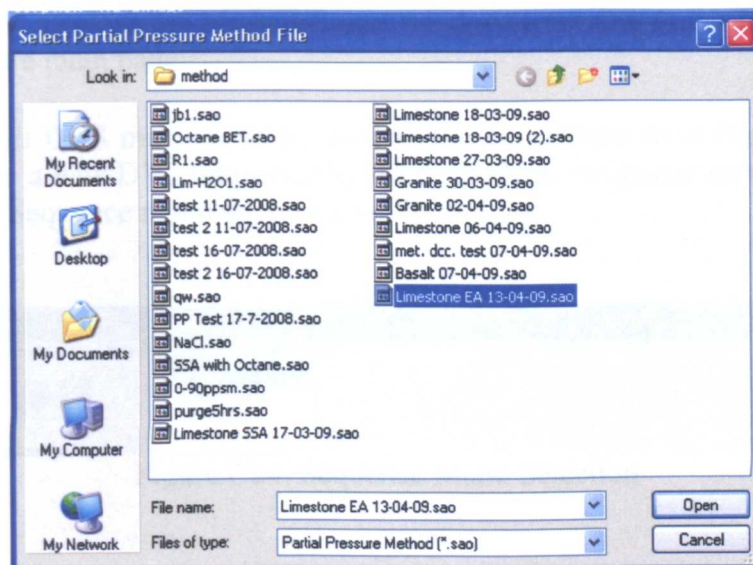 Select Partial Pressure Method File
Look in: method
My Recent Documents
Desktop
My Documents
My Computer
My Network
jb1.sao
Octane BET.sao
R1.sao
Lim-H2O1.sao
test 11-07-2008.sao
test 2 11-07-2008.sao
test 16-07-2008.sao
test 2 16-07-2008.sao
qw.sao
PP Test 17-7-2008.sao
NaCl.sao
SSA with Octane.sao
0-90ppsm.sao
purge5hrs.sao
Limestone SSA 17-03-09.sao
Limestone 18-03-09.sao
Limestone 18-03-09 (2).sao
Limestone 27-03-09.sao
Granite 30-03-09.sao
Granite 02-04-09.sao
Limestone 06-04-09.sao
met. dcc. test 07-04-09.sao
Basalt 07-04-09.sao
Limestone EA 13-04-09.sao
File name: Limestone EA 13-04-09.sao Open
Files of type: Partial Pressure Method (*.sao) Cancel